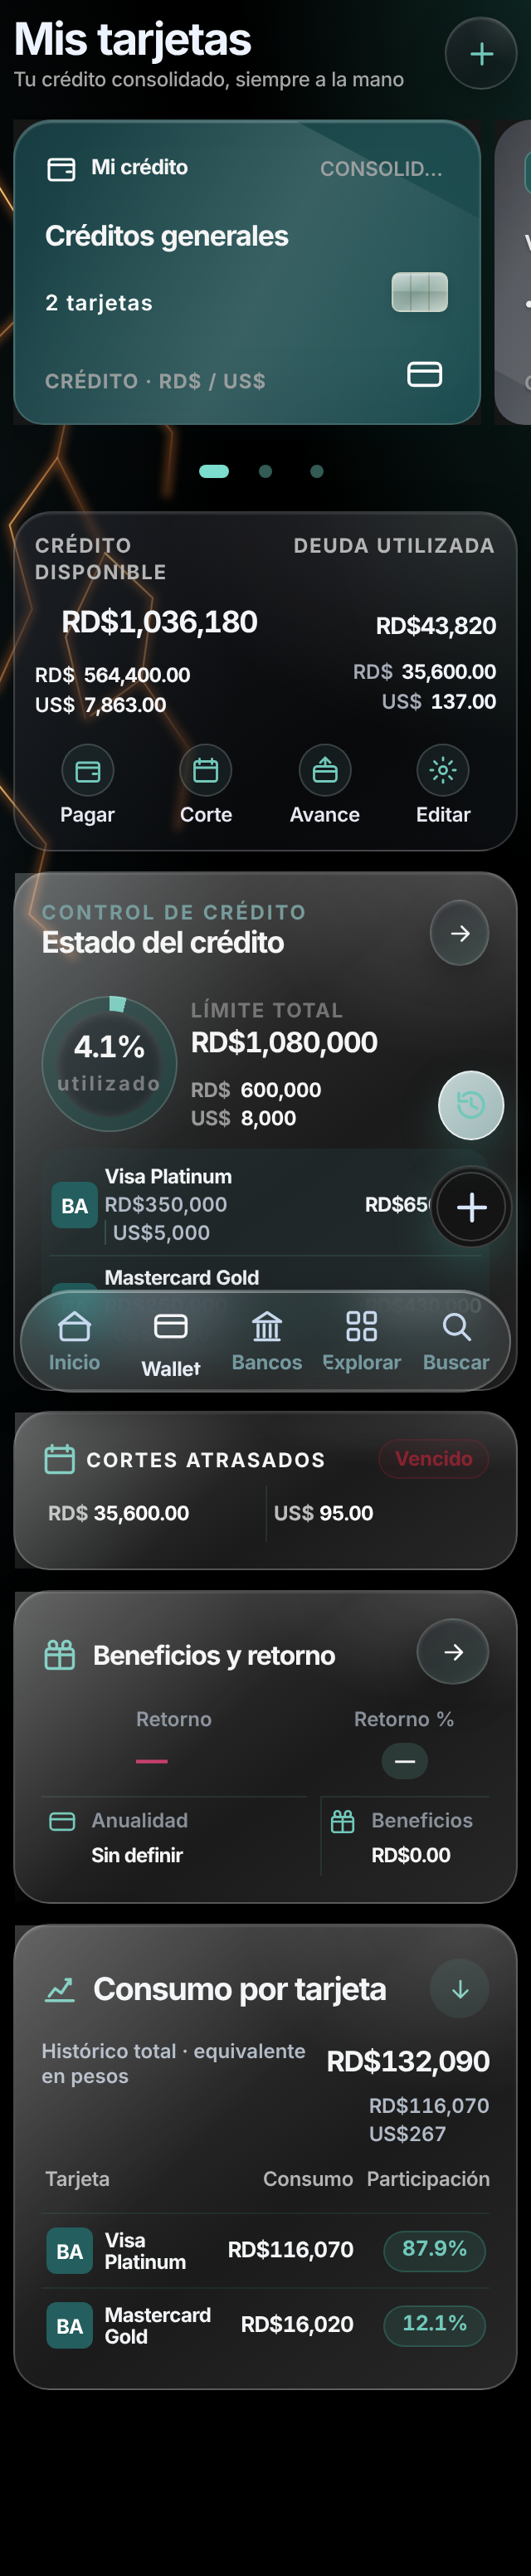 Mis tarjetas
Tu crédito consolidado, siempre a la mano
Mi crédito
CONSOLID...
Créditos generales
2 tarjetas
CRÉDITO · RD$ / US$
CRÉDITO
DISPONIBLE
DEUDA UTILIZADA
RD$1,036,180
RD$43,820
RD$ 564,400.00
RD$ 35,600.00
US$ 7,863.00
US$ 137.00
Pagar
Corte
Avance
Editar
CONTROL DE CRÉDITO
Estado del crédito
4.1%
utilizado
LÍMITE TOTAL
RD$1,080,000
RD$ 600,000
US$ 8,000
BA
Visa Platinum
RD$350,000
US$5,000
RD$65
Mastercard Gold
Inicio
Wallet
Bancos
Explorar
Buscar
CORTES ATRASADOS
Vencido
RD$ 35,600.00
US$ 95.00
Beneficios y retorno
Retorno
Retorno %
—
—
Anualidad
Sin definir
Beneficios
RD$0.00
Consumo por tarjeta
Histórico total · equivalente
en pesos
RD$132,090
RD$116,070
US$267
Tarjeta
Consumo
Participación
BA
Visa
Platinum
RD$116,070
87.9%
BA
Mastercard
Gold
RD$16,020
12.1%